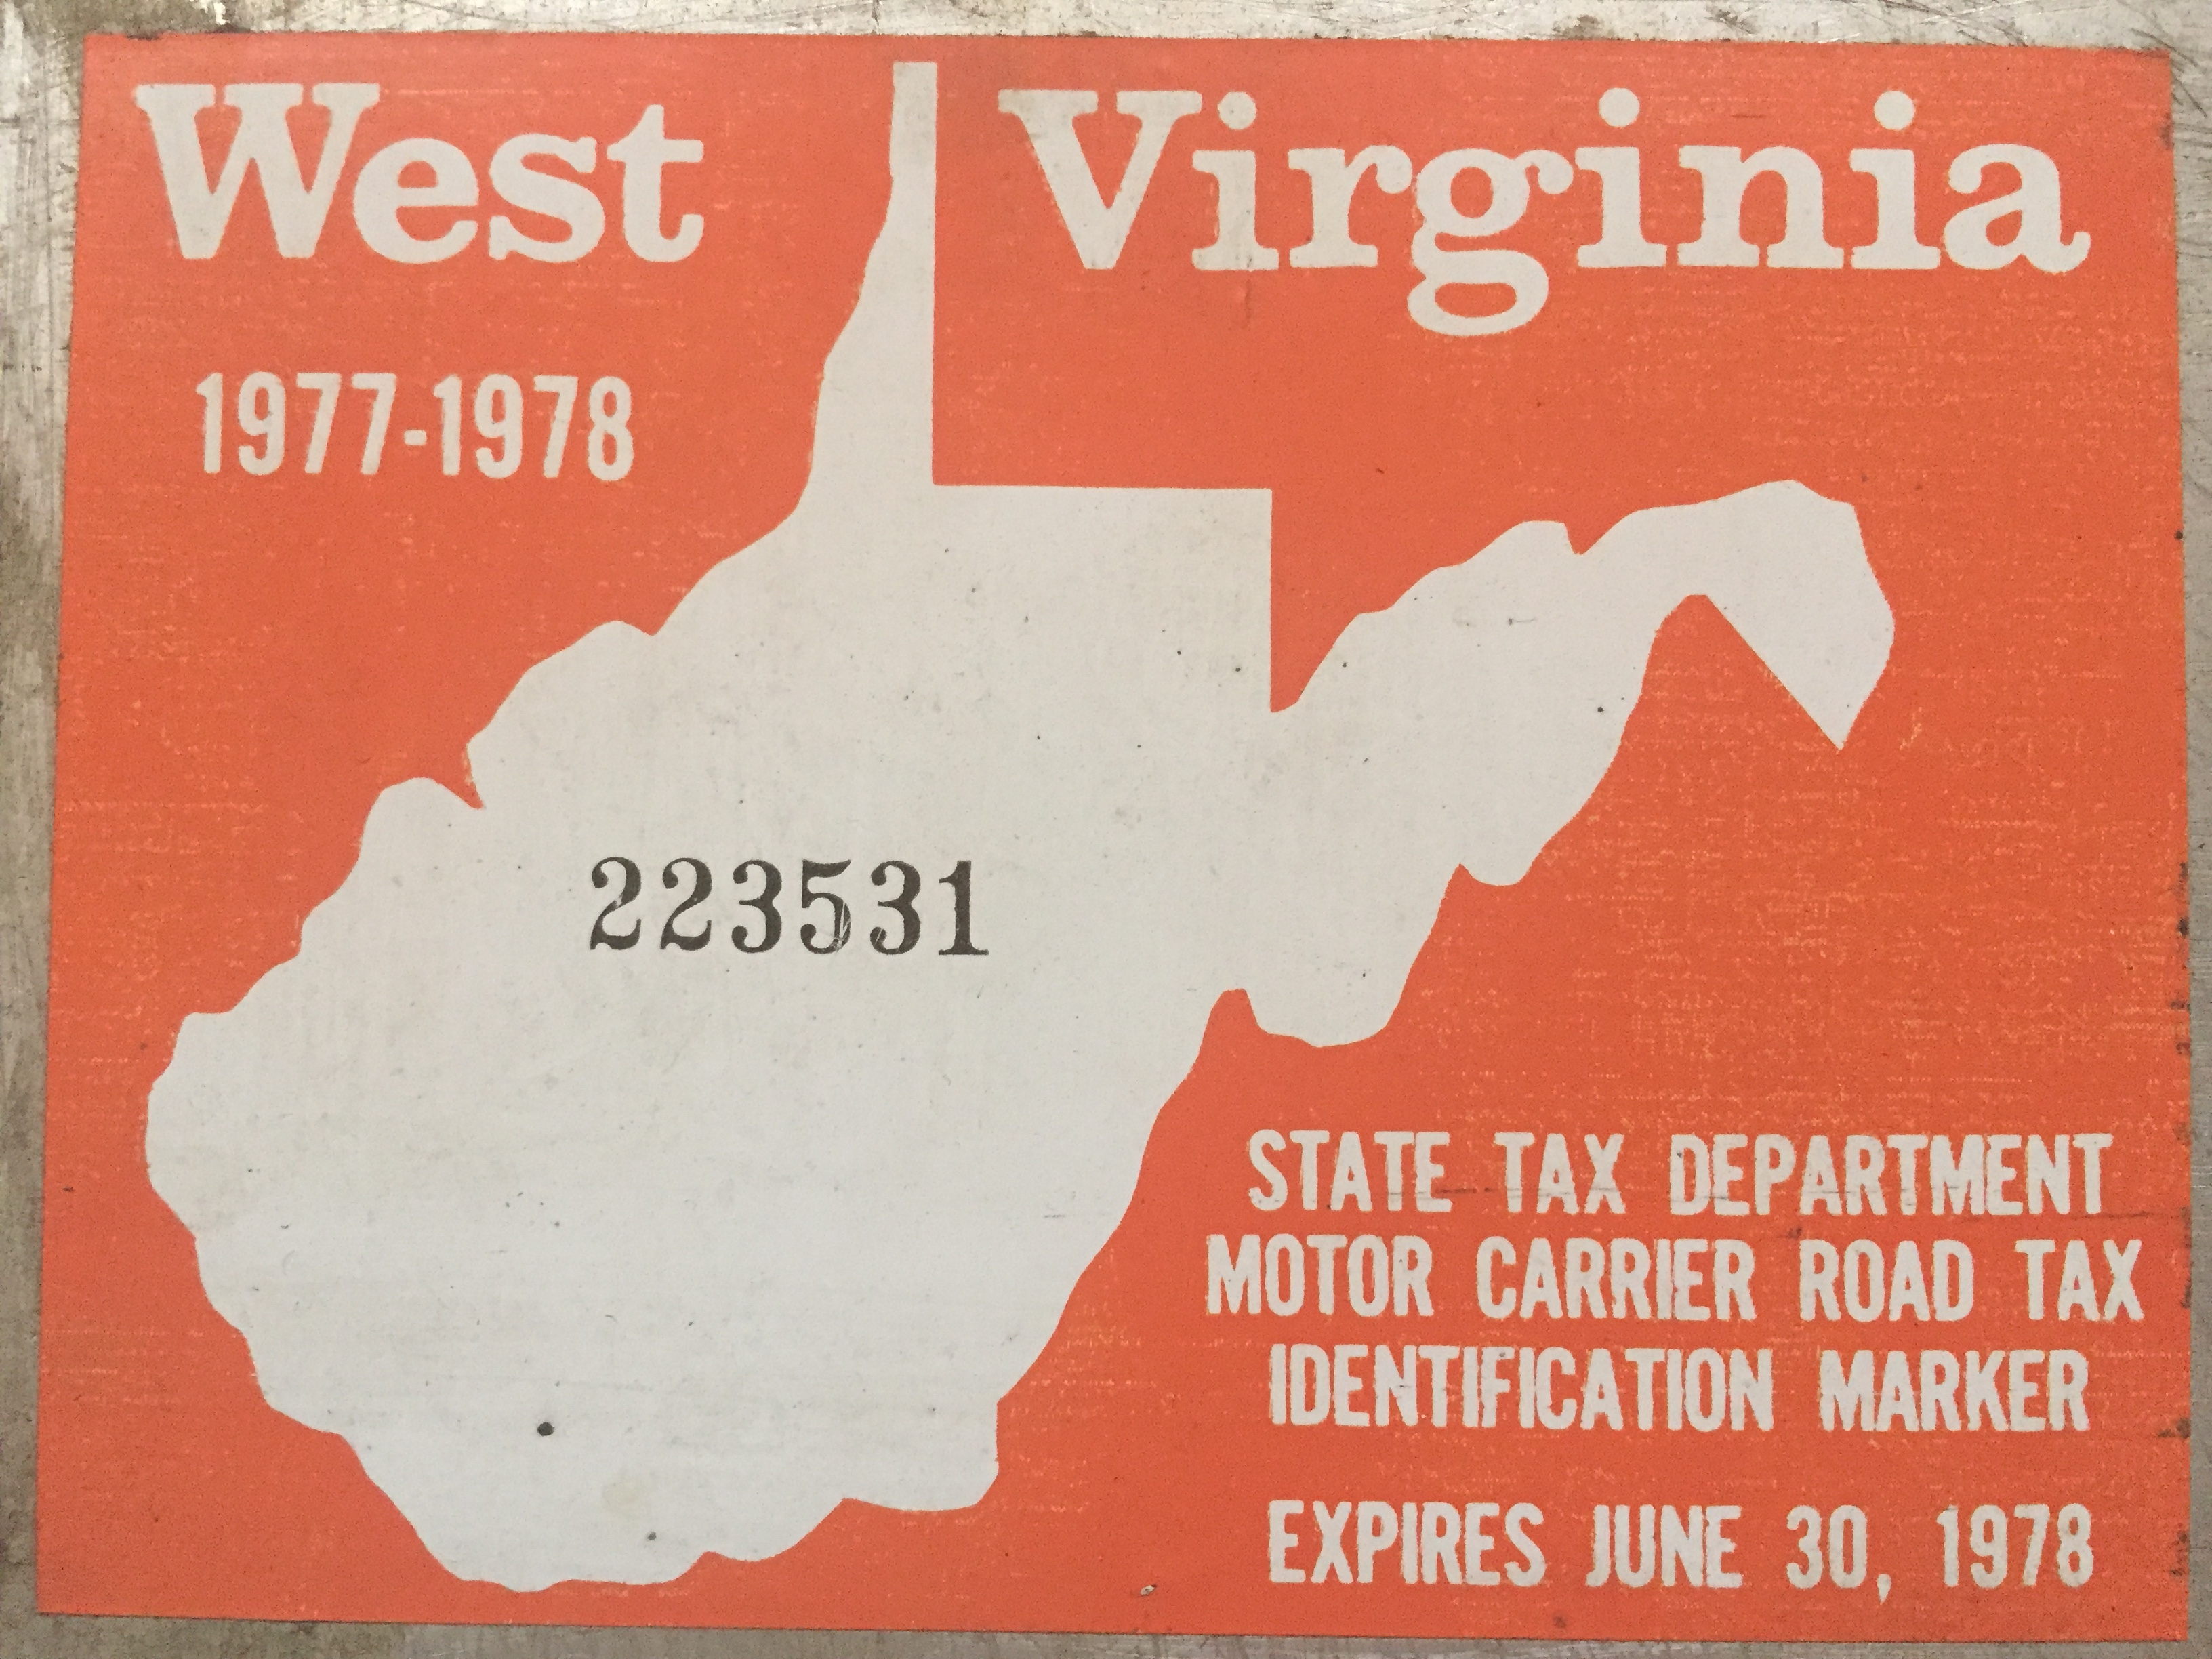 West Virginia
1977-1978
223531
STATE TAX DEPARTMENT
MOTOR CARRIER ROAD TAX
IDENTIFICATION MARKER
EXPIRES JUNE 30, 1978